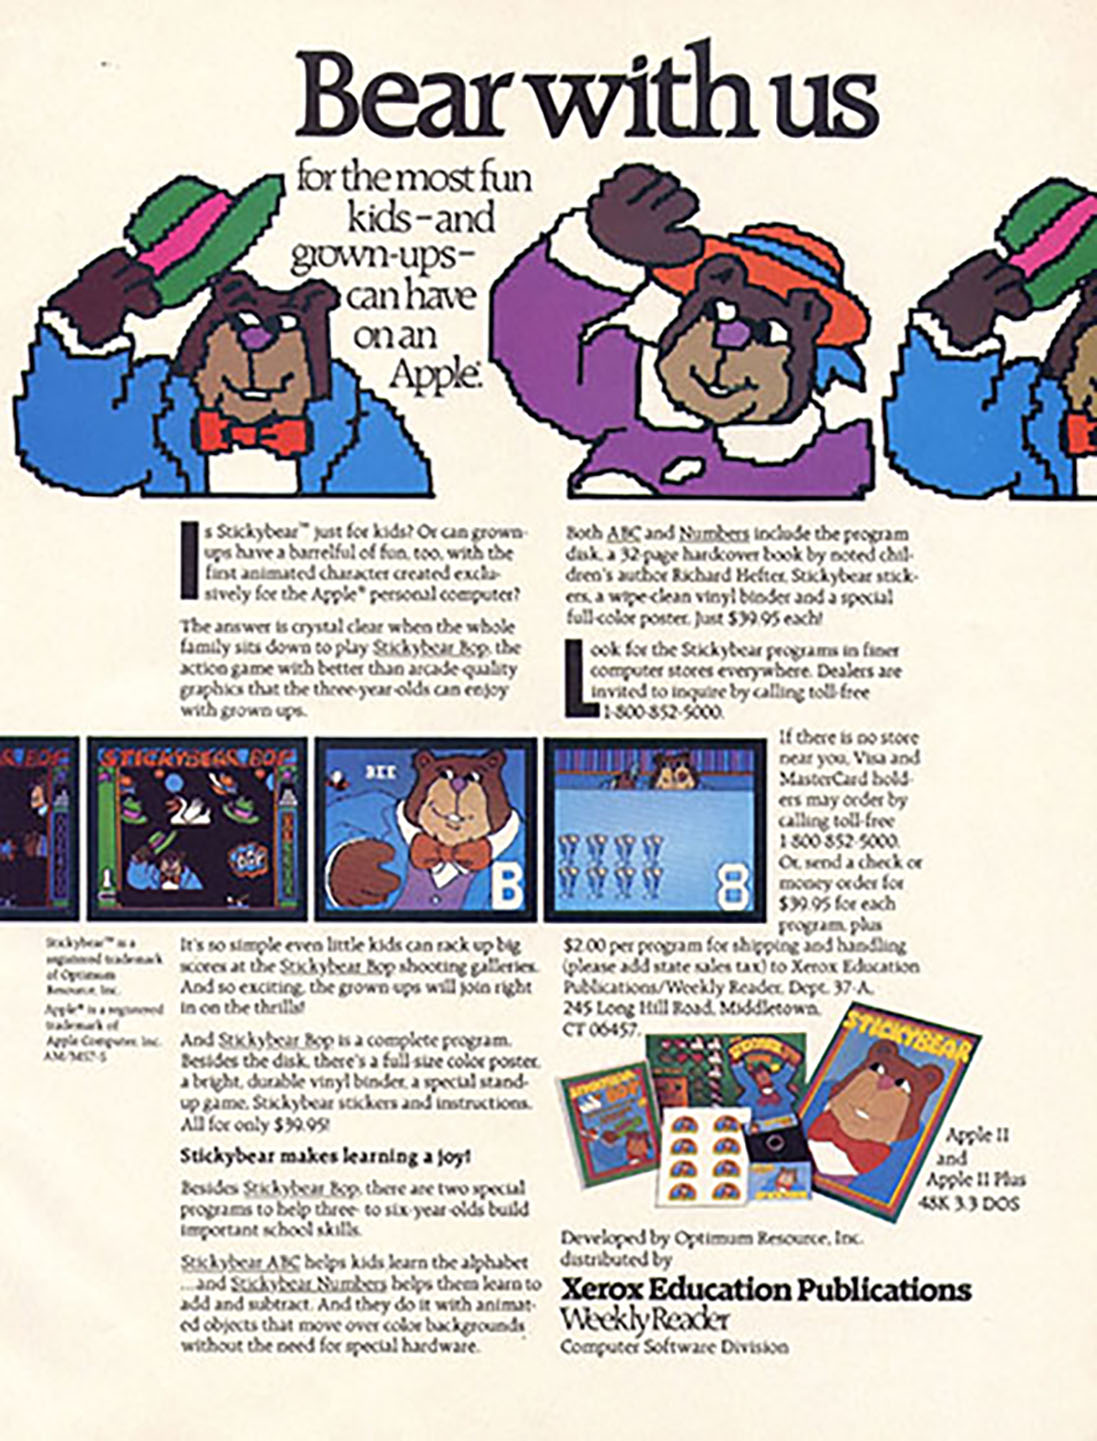 Bear with us
for the most fun
kids – and
grown-ups –
can have
on an
Apple.®
Is Stickybear™ just for kids? Or can grown-
ups have a barrelful of fun, too, with the
first animated character created exclu-
sively for the Apple® personal computer?
The answer is crystal clear when the whole
family sits down to play Stickybear Bop, the
action game with better than arcade-quality
graphics that the three-year-olds can enjoy
with grown ups.
STICKYBEAR BOP
BEE
B
8
It's so simple even little kids can rack up big
scores at the Stickybear Bop shooting galleries.
And so exciting, the grown ups will join right
in on the thrills!
And Stickybear Bop is a complete program.
Besides the disk, there's a full-size color poster,
a bright, durable vinyl binder, a special stand-
up game, Stickybear stickers and instructions.
All for only $39.95!
Stickybear makes learning a joy!
Besides Stickybear Bop, there are two special
programs to help three- to six-year-olds build
important school skills.
Stickybear ABC helps kids learn the alphabet
...and Stickybear Numbers helps them learn to
add and subtract. And they do it with animat-
ed objects that move over color backgrounds
without the need for special hardware.
Stickybear™ is a
registered trademark
of Optimum
Resource, Inc.
Apple® is a registered
trademark of
Apple Computer, Inc.
Both ABC and Numbers include the program
disk, a 32-page hardcover book by noted chil-
dren's author Richard Hefter, Stickybear stick-
ers, a wipe-clean vinyl binder and a special
full-color poster. Just $39.95 each!
Look for the Stickybear programs in finer
computer stores everywhere. Dealers are
invited to inquire by calling toll-free
1-800-852-5000.
If there is no store
near you, Visa and
MasterCard hold-
ers may order by
calling toll-free
1-800-852-5000.
Or, send a check or
money order for
$39.95 for each
program, plus
$2.00 per program for shipping and handling
(please add state sales tax) to Xerox Education
Publications/Weekly Reader, Dept. 37-A,
245 Long Hill Road, Middletown,
CT 06457.
STICKYBEAR
Apple II
and
Apple II Plus
48K 3.3 DOS
Developed by Optimum Resource, Inc.
distributed by
Xerox Education Publications
Weekly Reader
Computer Software Division